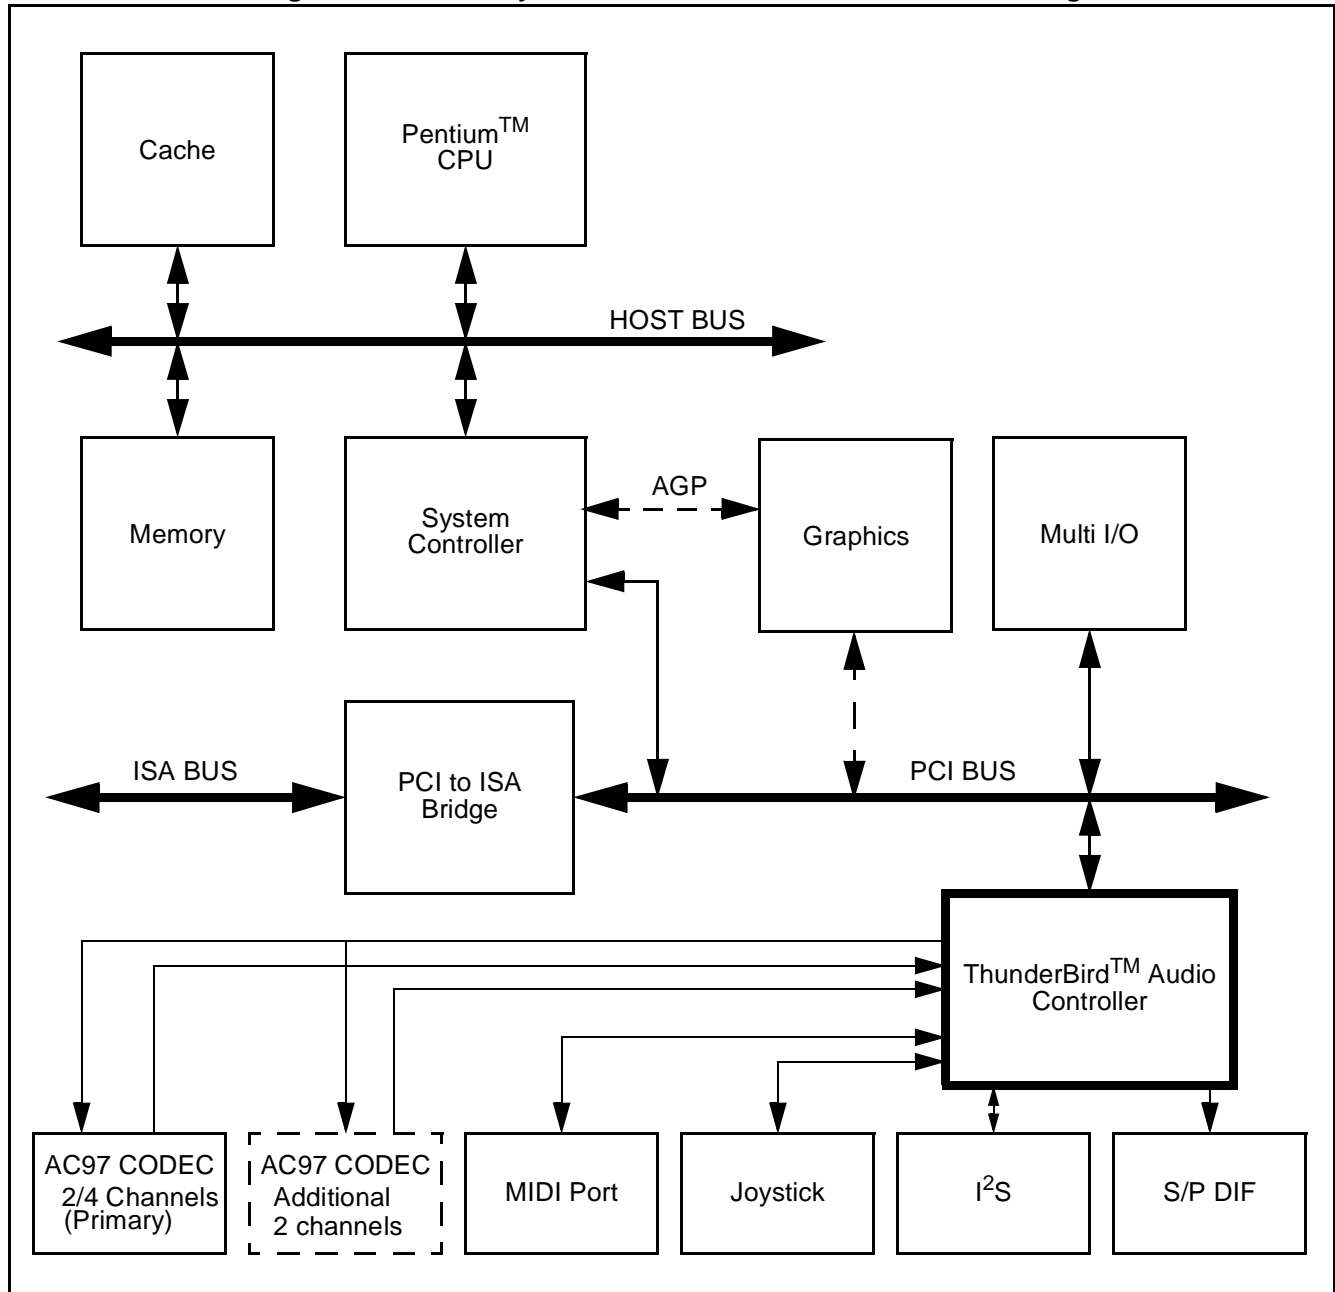 Cache
Pentium™
CPU
HOST BUS
Memory
System
Controller
AGP
Graphics
Multi I/O
ISA BUS
PCI to ISA
Bridge
PCI BUS
ThunderBird™ Audio
Controller
AC97 CODEC
2/4 Channels
(Primary)
AC97 CODEC
Additional
2 channels
MIDI Port
Joystick
I²S
S/P DIF